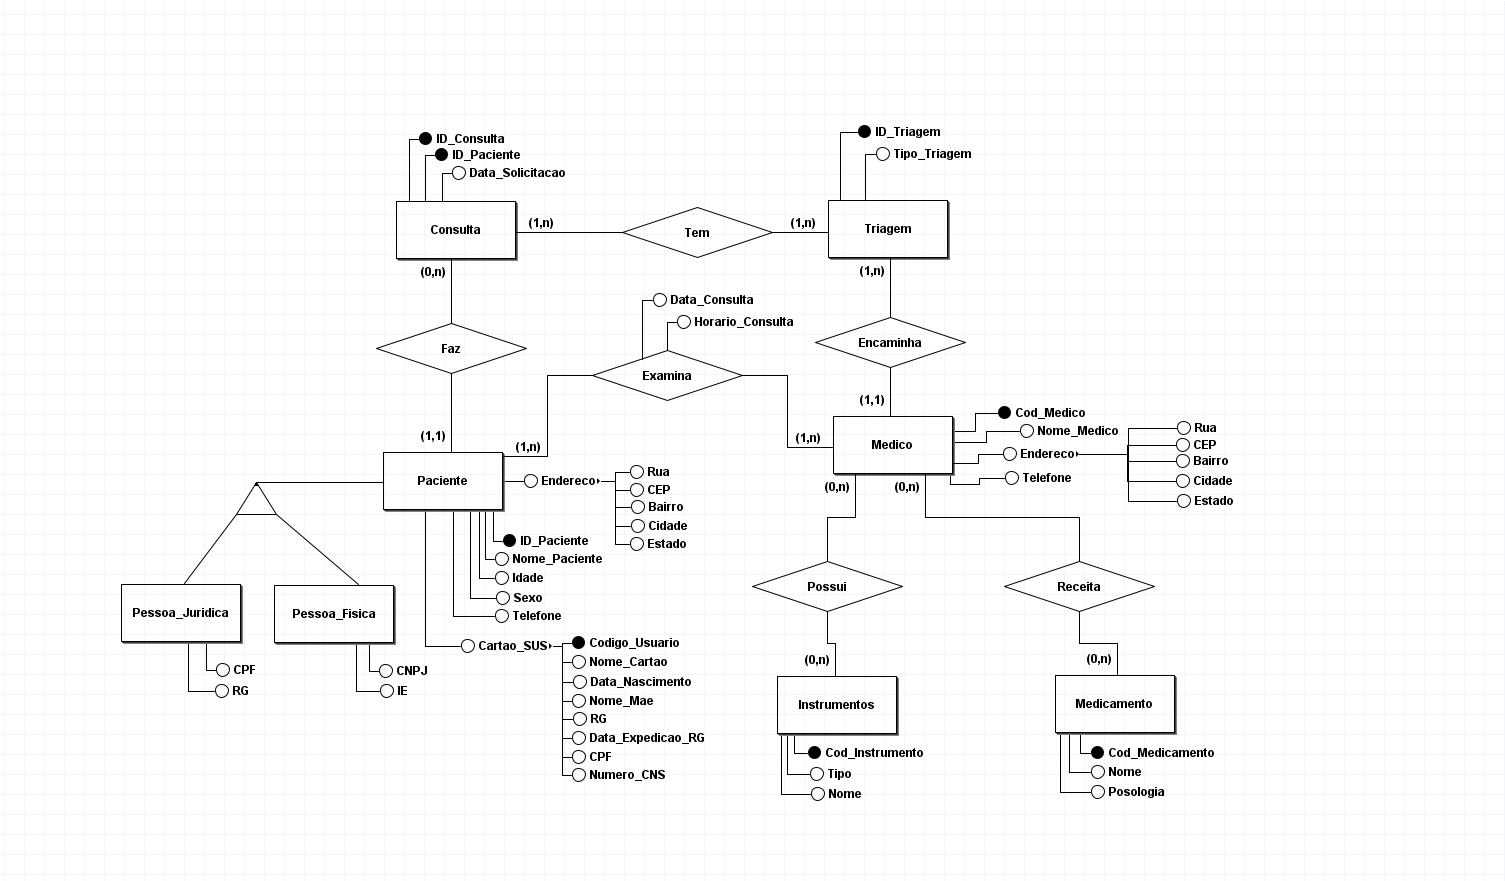 ID_Consulta
ID_Paciente
Data_Solicitacao
Consulta
(1,n)
Tem
(1,n)
ID_Triagem
Tipo_Triagem
Triagem
(0,n)
Faz
(1,1)
Data_Consulta
Horario_Consulta
Examina
(1,n)
(1,n)
(1,n)
Encaminha
(1,1)
Medico
Cod_Medico
Nome_Medico
Endereco
Telefone
Rua
CEP
Bairro
Cidade
Estado
Paciente
Endereco
Rua
CEP
Bairro
Cidade
Estado
ID_Paciente
Nome_Paciente
Idade
Sexo
Telefone
Cartao_SUS
Codigo_Usuario
Nome_Cartao
Data_Nascimento
Nome_Mae
RG
Data_Expedicao_RG
CPF
Numero_CNS
Pessoa_Juridica
CPF
RG
Pessoa_Fisica
CNPJ
IE
(0,n)
(0,n)
Possui
Receita
(0,n)
(0,n)
Instrumentos
Cod_Instrumento
Tipo
Nome
Medicamento
Cod_Medicamento
Nome
Posologia